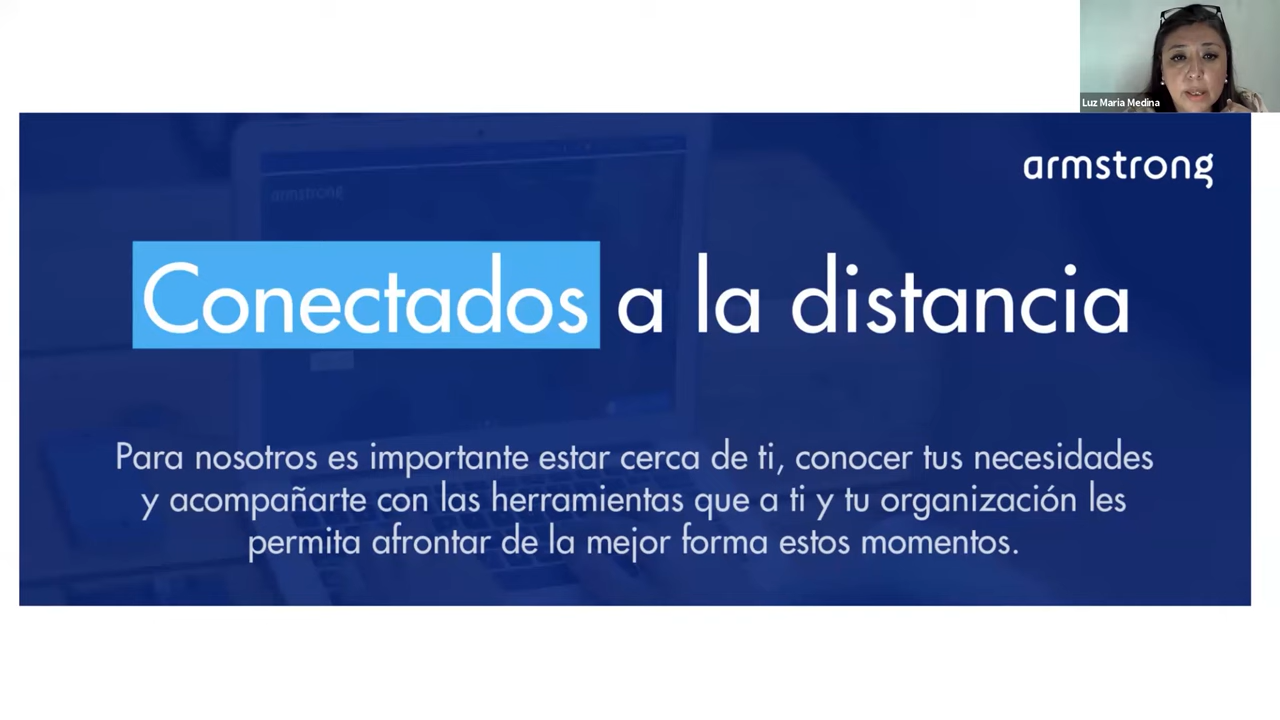 Luz Maria Medina
armstrong
armstrong
Conectados a la distancia
Para nosotros es importante estar cerca de ti, conocer tus necesidades
y acompañarte con las herramientas que a ti y tu organización les
permita afrontar de la mejor forma estos momentos.